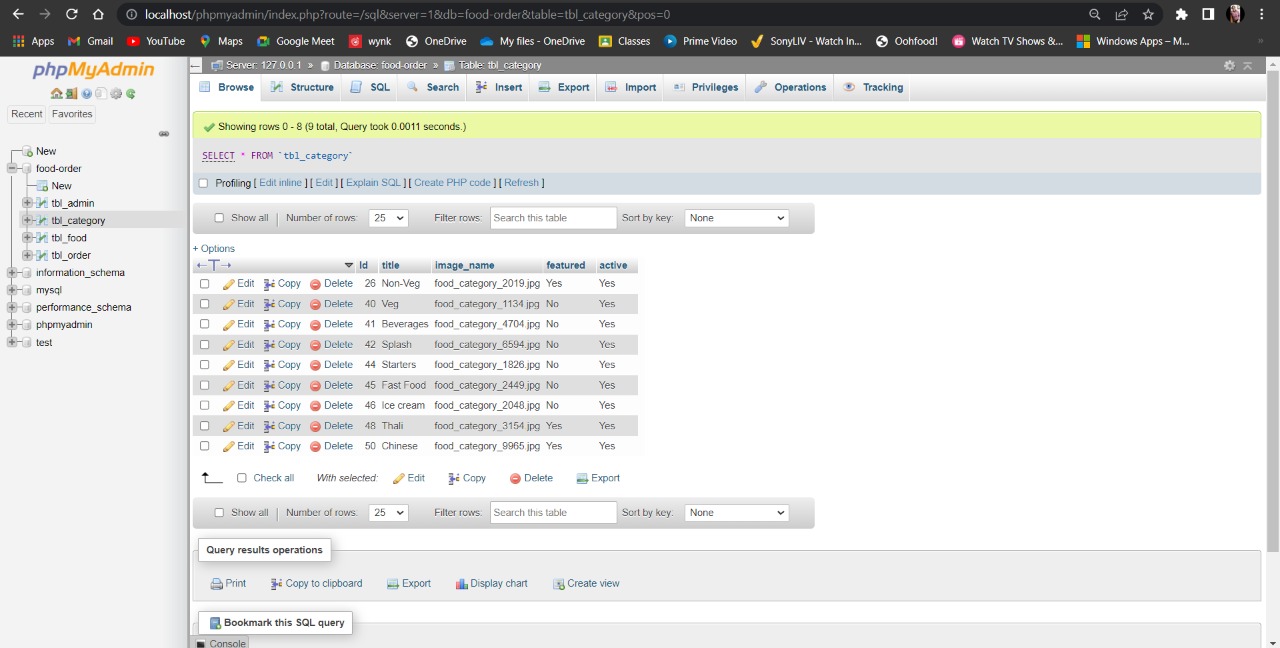 localhost/phpmyadmin/index.php?route=/sql&server=1&db=food-order&table=tbl_category&pos=0
Apps Gmail YouTube Maps Google Meet wynk OneDrive My files - OneDrive Classes Prime Video SonyLIV - Watch In... Oohfood! Watch TV Shows &... Windows Apps – M...
phpMyAdmin
Recent Favorites
New
food-order
New
tbl_admin
tbl_category
tbl_food
tbl_order
information_schema
mysql
performance_schema
phpmyadmin
test
Server: 127.0.0.1 » Database: food-order » Table: tbl_category
Browse Structure SQL Search Insert Export Import Privileges Operations Tracking
Showing rows 0 - 8 (9 total, Query took 0.0011 seconds.)
SELECT * FROM `tbl_category`
Profiling [ Edit inline ] [ Edit ] [ Explain SQL ] [ Create PHP code ] [ Refresh ]
Show all | Number of rows: 25 Filter rows: Search this table Sort by key: None
+ Options
←T→ Id title image_name featured active
Edit Copy Delete 26 Non-Veg food_category_2019.jpg Yes Yes
Edit Copy Delete 40 Veg food_category_1134.jpg No Yes
Edit Copy Delete 41 Beverages food_category_4704.jpg No Yes
Edit Copy Delete 42 Splash food_category_6594.jpg No Yes
Edit Copy Delete 44 Starters food_category_1826.jpg No Yes
Edit Copy Delete 45 Fast Food food_category_2449.jpg No Yes
Edit Copy Delete 46 Ice cream food_category_2048.jpg No Yes
Edit Copy Delete 48 Thali food_category_3154.jpg Yes Yes
Edit Copy Delete 50 Chinese food_category_9965.jpg Yes Yes
Check all With selected: Edit Copy Delete Export
Show all | Number of rows: 25 Filter rows: Search this table Sort by key: None
Query results operations
Print Copy to clipboard Export Display chart Create view
Bookmark this SQL query
Console